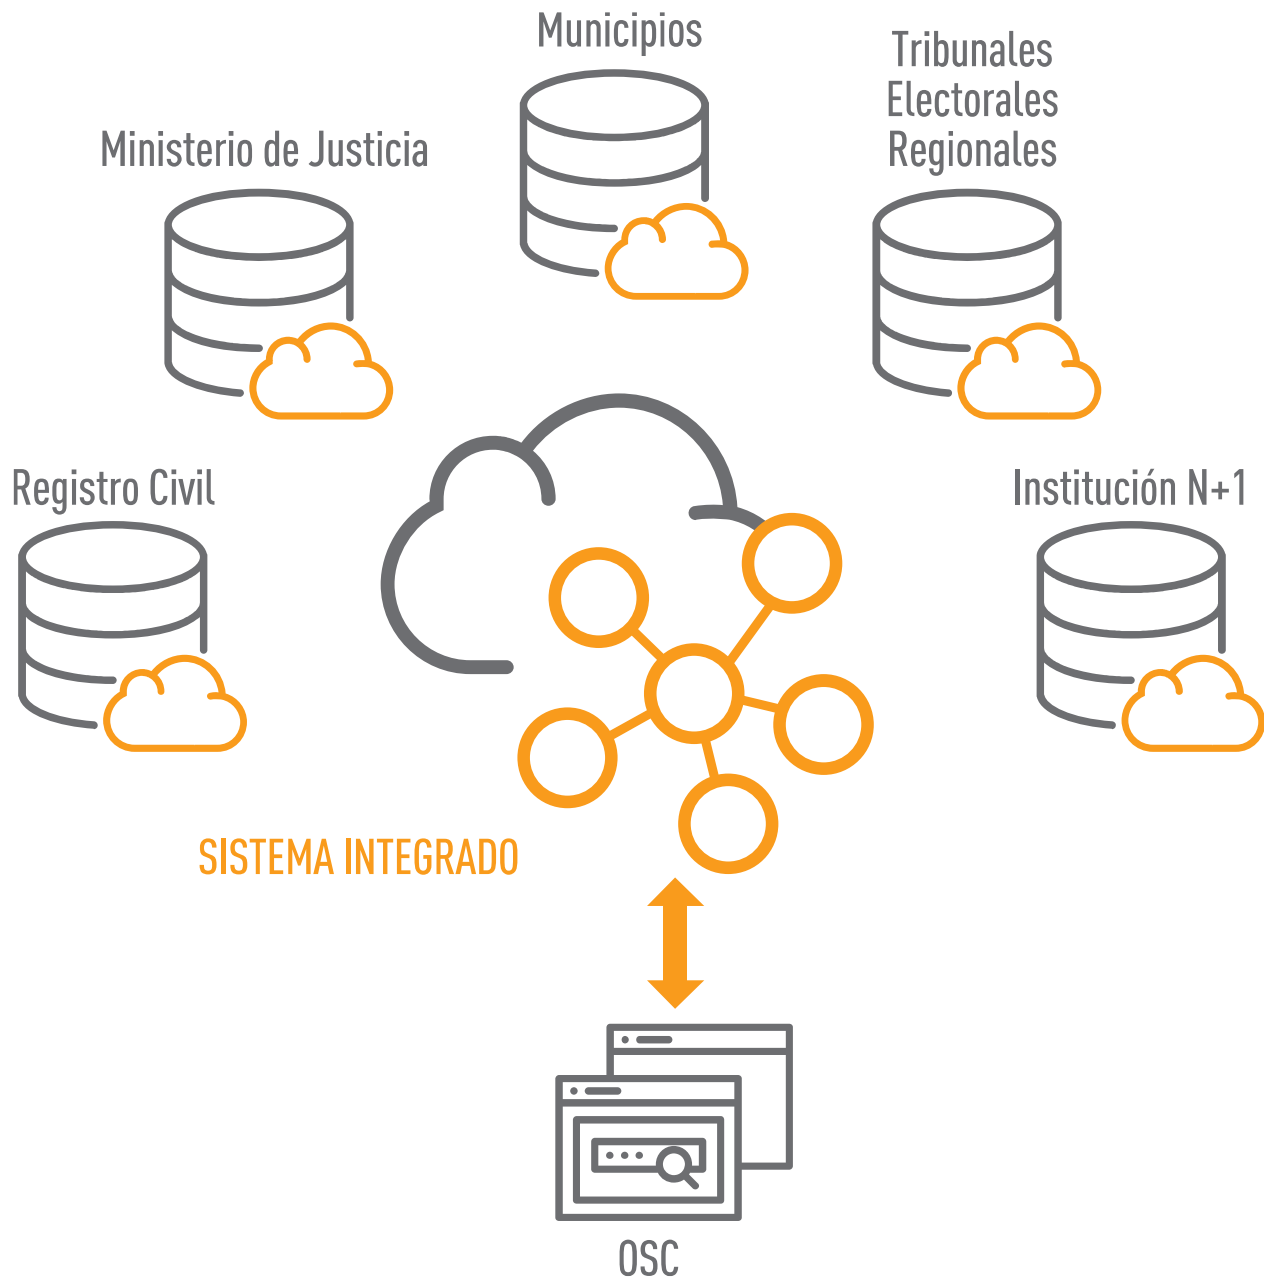 Municipios
Tribunales
Electorales
Regionales
Ministerio de Justicia
Registro Civil
Institución N+1
SISTEMA INTEGRADO
OSC